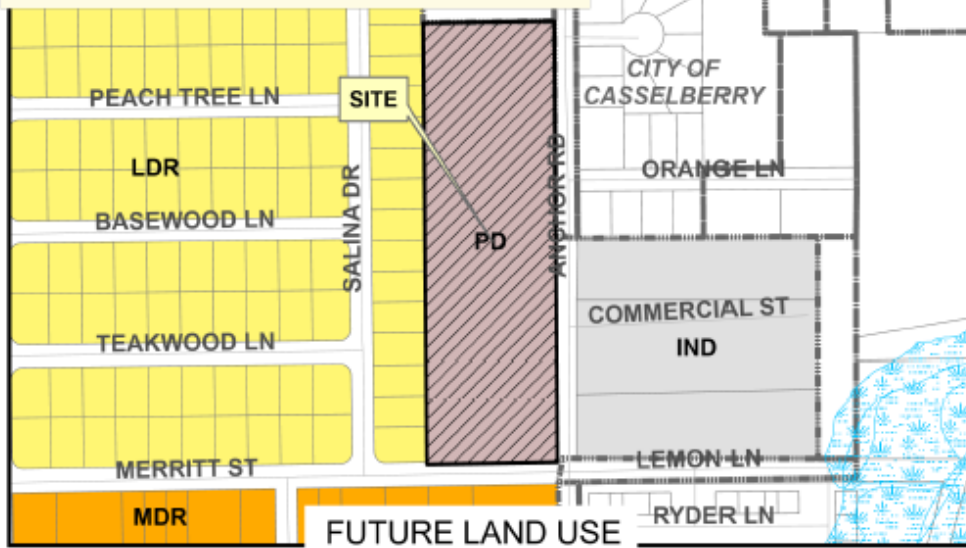 CITY OF
CASSELBERRY
PEACH TREE LN
SITE
LDR
ORANGE LN
ANCHOR RD
SALINA DR
BASEWOOD LN
PD
COMMERCIAL ST
TEAKWOOD LN
IND
MERRITT ST
LEMON LN
MDR
RYDER LN
FUTURE LAND USE